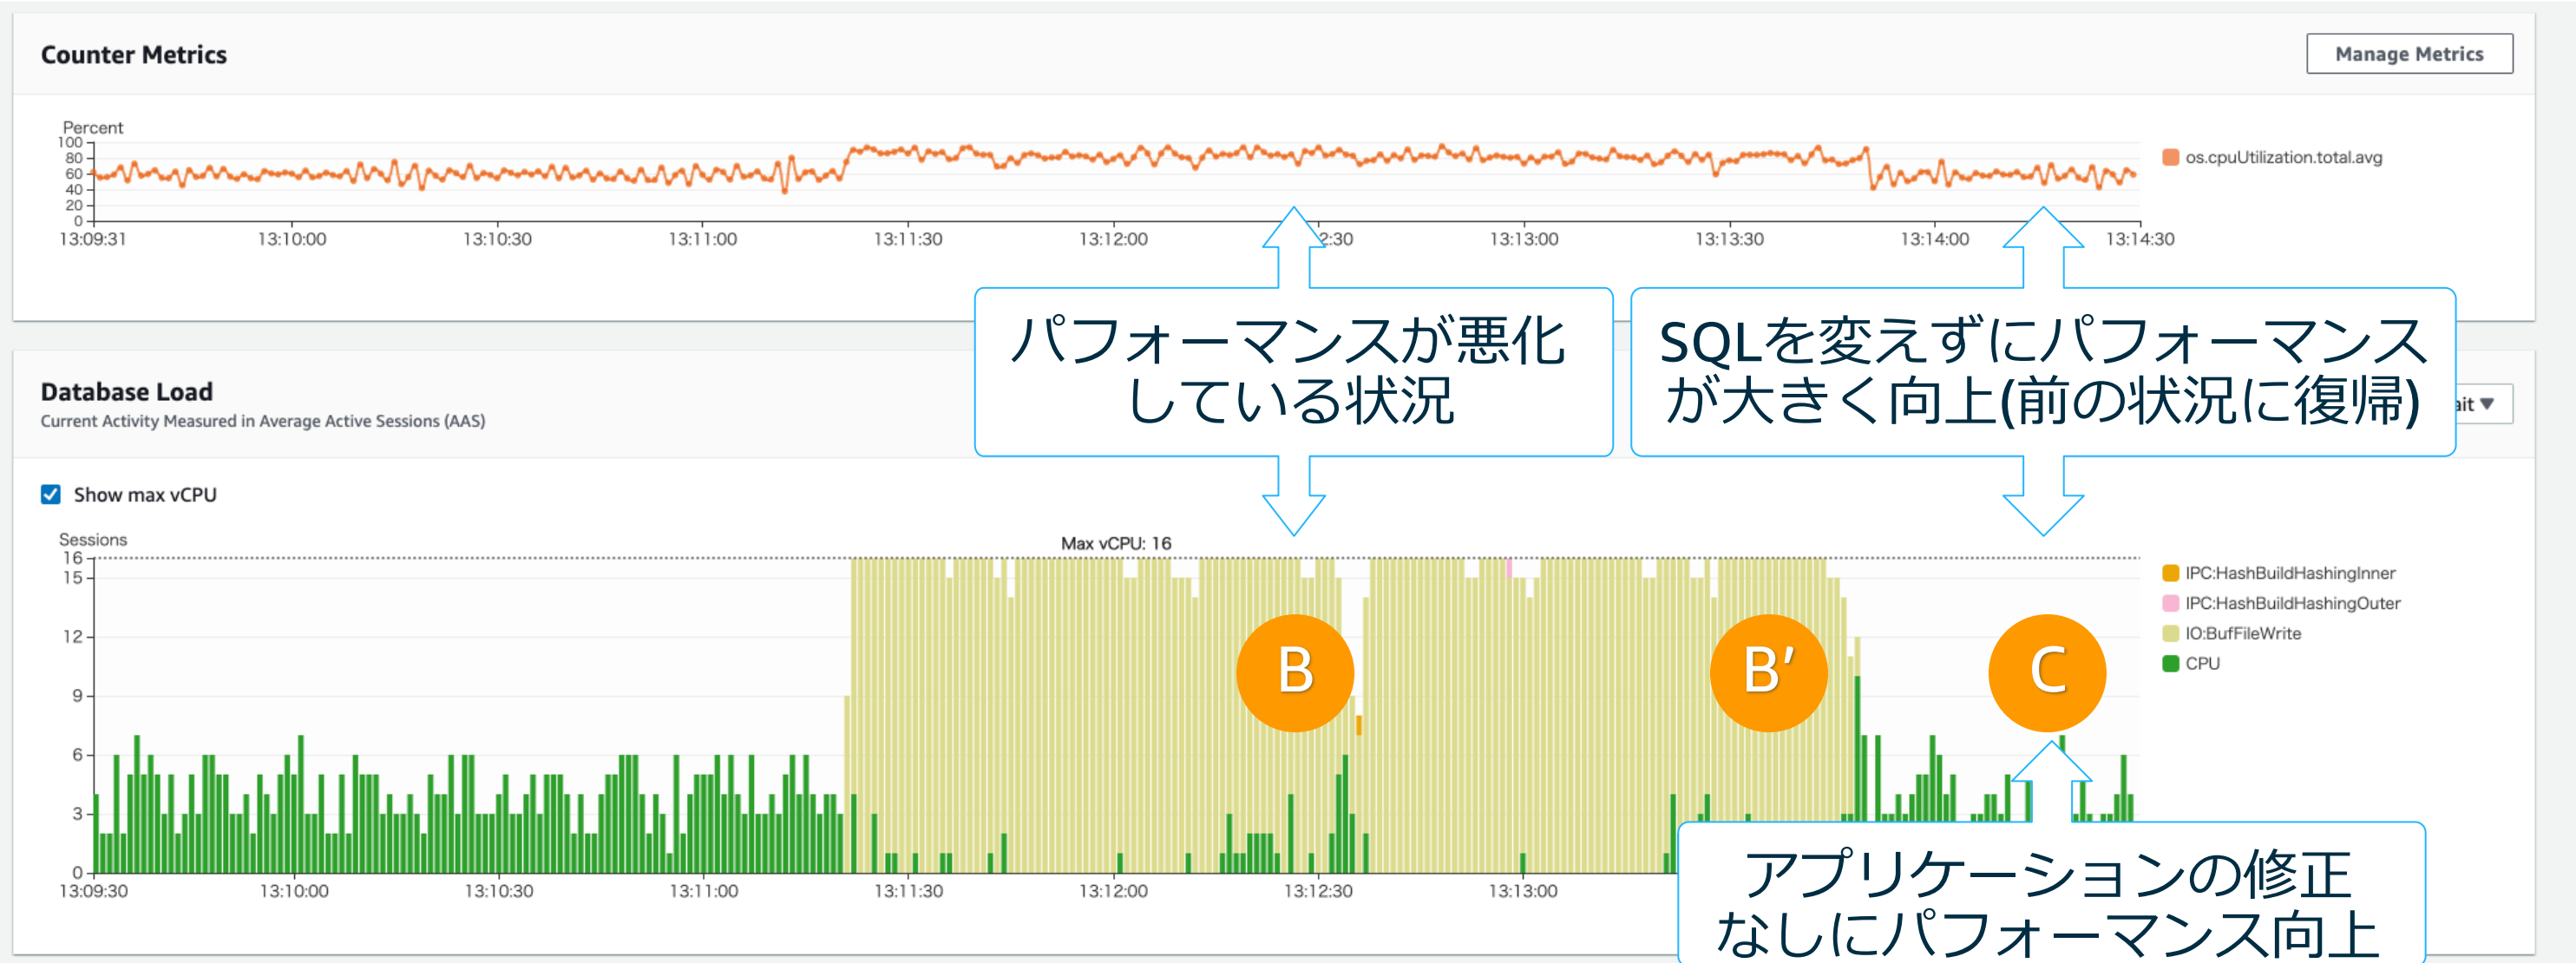 Counter Metrics
Manage Metrics
Percent
100
80
60
40
20
0
13:09:31
13:10:00
13:10:30
13:11:00
13:11:30
13:12:00
2:30
13:13:00
13:13:30
13:14:00
13:14:30
os.cpuUtilization.total.avg
パフォーマンスが悪化
している状況
SQLを変えずにパフォーマンス
が大きく向上(前の状況に復帰)
Database Load
Current Activity Measured in Average Active Sessions (AAS)
ait
Show max vCPU
Sessions
Max vCPU: 16
16
15
12
9
6
3
0
13:09:30
13:10:00
13:10:30
13:11:00
13:11:30
13:12:00
13:12:30
13:13:00
B
B’
C
IPC:HashBuildHashingInner
IPC:HashBuildHashingOuter
IO:BufFileWrite
CPU
アプリケーションの修正
なしにパフォーマンス向上